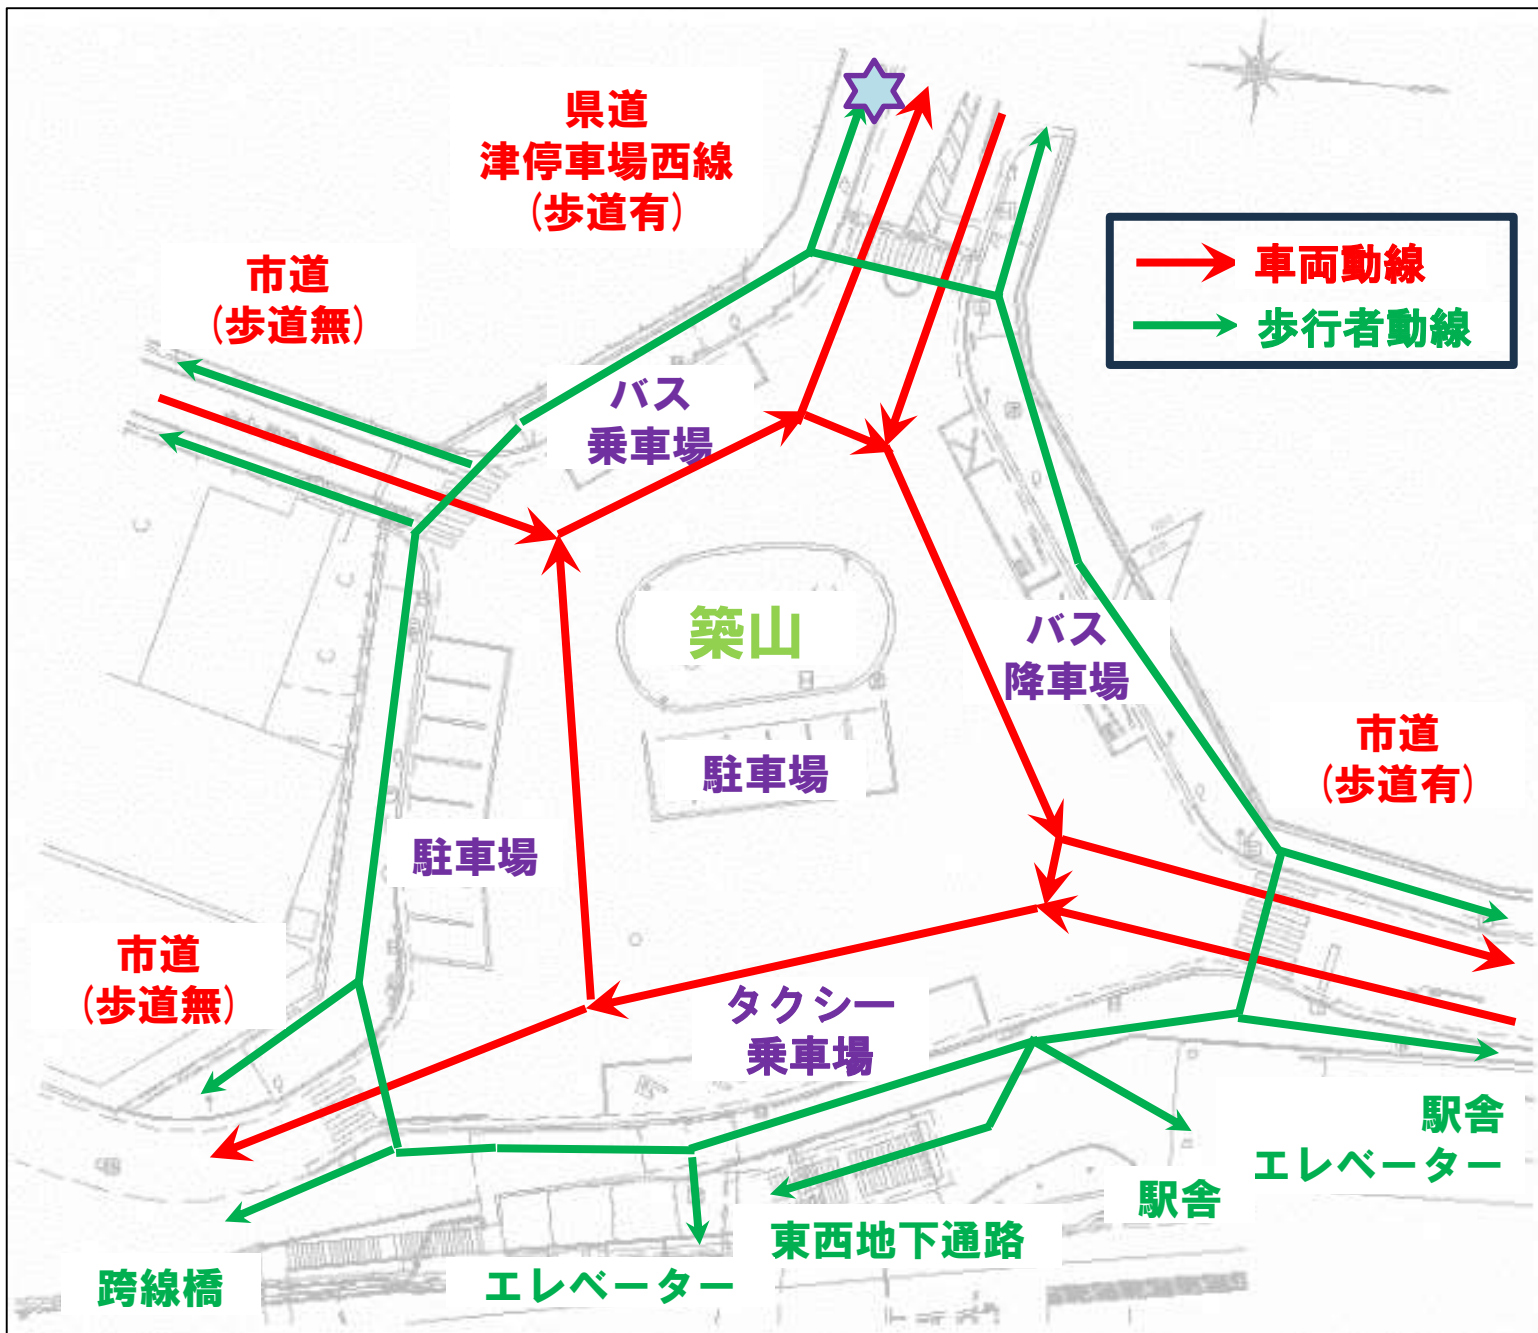 県道
津停車場西線
(歩道有)
市道
(歩道無)
車両動線
歩行者動線
バス
乗車場
築山
バス
降車場
駐車場
市道
(歩道有)
駐車場
市道
(歩道無)
タクシー
乗車場
駅舎
エレベーター
駅舎
東西地下通路
エレベーター
跨線橋